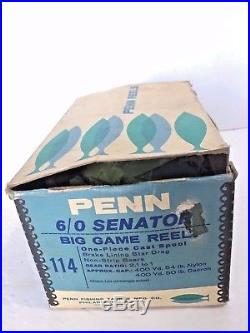 PENN REELS
PENN
6/0 SENATOR
BIG GAME REEL
One-Piece Cast Spool
Brake Lining Star Drag
Non-Strip Gears
114
GEAR RATIO: 2.1 to 1
APPROX. CAP.: 400 Yd. 54 lb. Nylon
400 Yd. 50 lb. Dacron
PENN FISHING TACKLE MFG. CO.